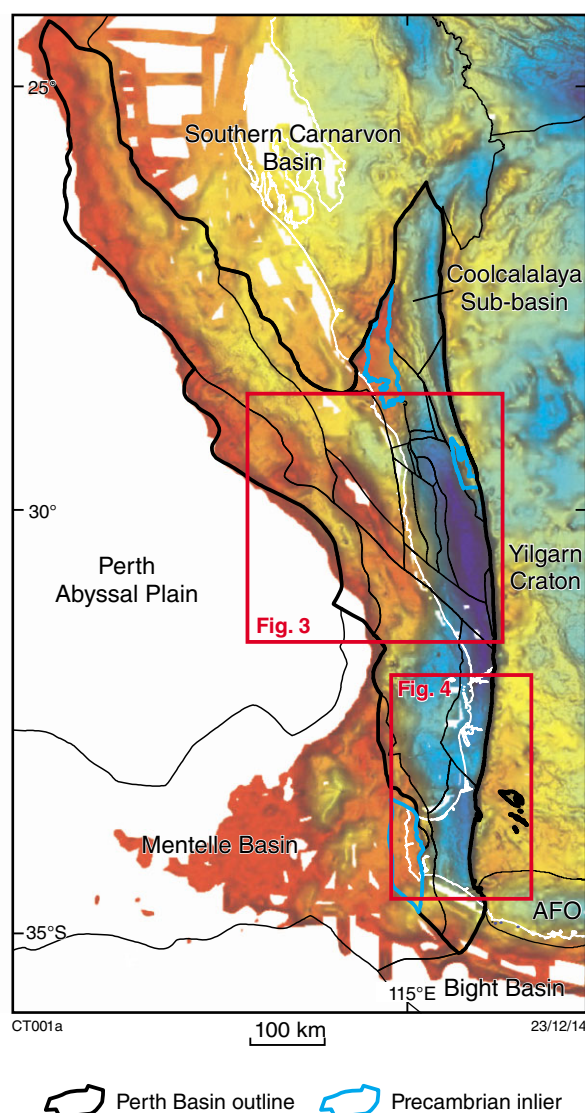 25°
Southern Carnarvon
Basin
Coolcalalaya
Sub-basin
30°
Perth
Abyssal Plain
Yilgarn
Craton
Fig. 3
Fig. 4
Mentelle Basin
AFO
35°S
115°E
Bight Basin
CT001a
100 km
23/12/14
Perth Basin outline
Precambrian inlier